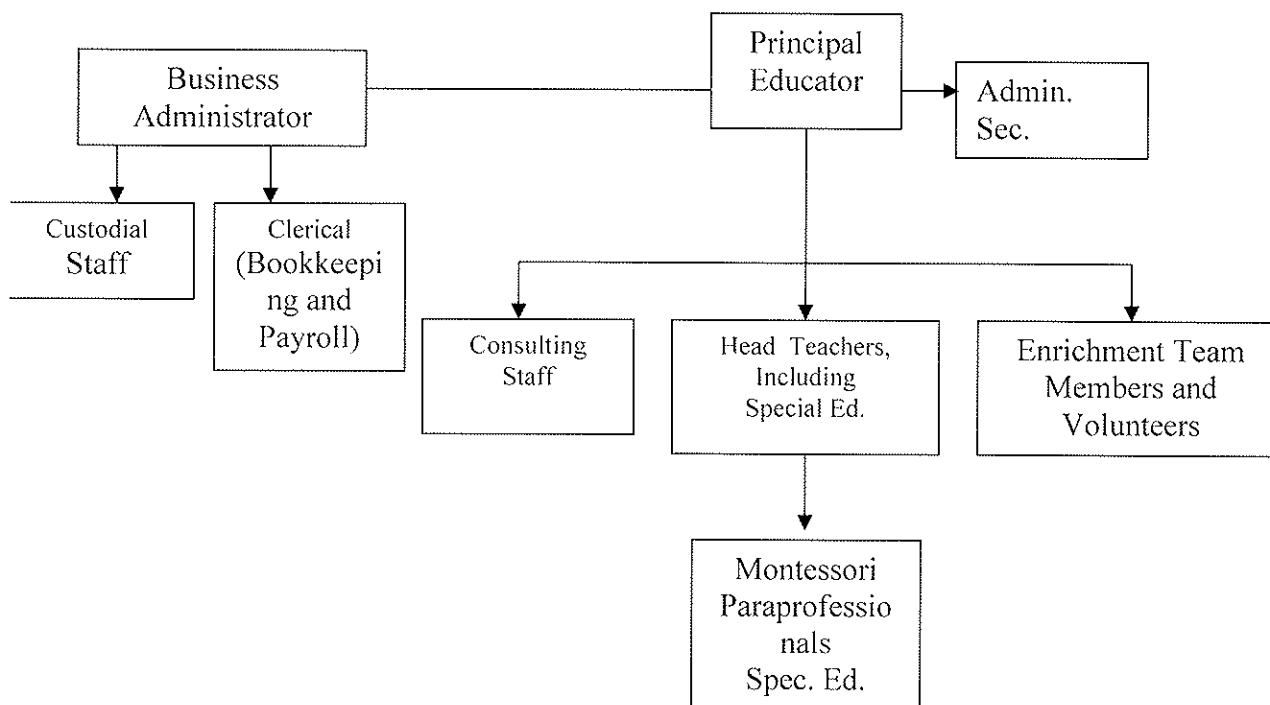 Business
Administrator
Principal
Educator
Admin.
Sec.
Custodial
Staff
Clerical
(Bookkeepi
ng and
Payroll)
Consulting
Staff
Head Teachers,
Including
Special Ed.
Enrichment Team
Members and
Volunteers
Montessori
Paraprofessio
nals
Spec. Ed.